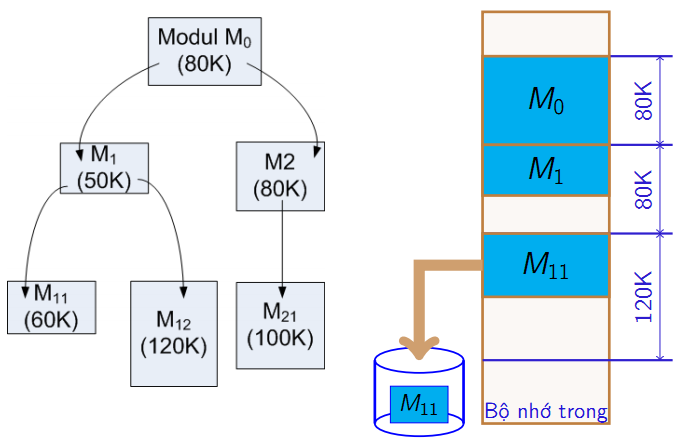 Modul M₀
(80K)
M₁
(50K)
M2
(80K)
M₁₁
(60K)
M₁₂
(120K)
M₂₁
(100K)
M₀
80K
M₁
80K
M₁₁
120K
M₁₁
Bộ nhớ trong